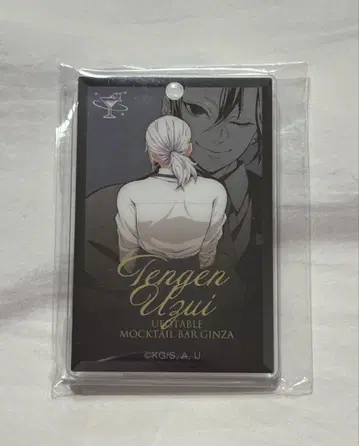 Tengen
Uzui
UFOTABLE
MOCKTAIL BAR GINZA
©KG/S, A, U